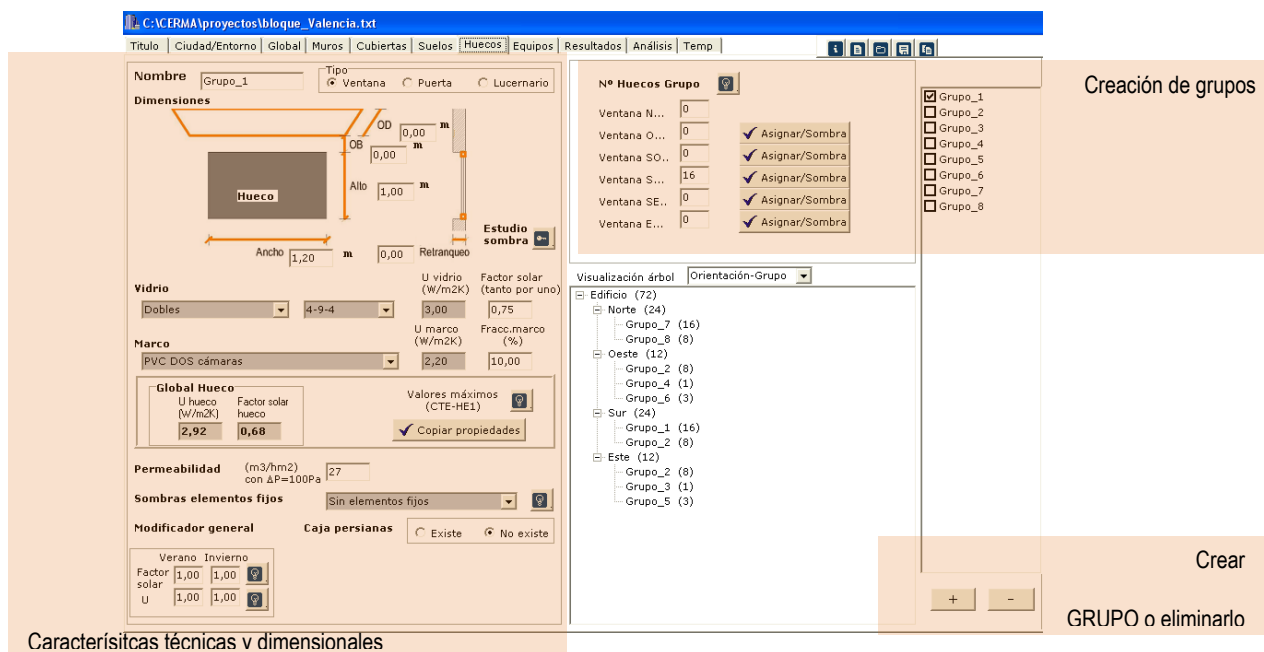 C:\CERMA\proyectos\bloque_Valencia.txt
Titulo Ciudad/Entorno Global Muros Cubiertas Suelos Huecos Equipos Resultados Análisis Temp
Nombre Grupo_1
Tipo
Ventana Puerta Lucernario
Dimensiones
OD 0,00 m
OB 0,00 m
Hueco
Alto 1,00 m
Ancho 1,20 m
0,00 Retranqueo
Estudio
sombra
Vidrio
U vidrio
(W/m2K)
Factor solar
(tanto por uno)
Dobles 4-9-4 3,00 0,75
Marco
U marco
(W/m2K)
Fracc.marco
(%)
PVC DOS cámaras 2,20 10,00
Global Hueco
U hueco
(W/m2K)
Factor solar
hueco
2,92 0,68
Valores máximos
(CTE-HE1)
Copiar propiedades
Permeabilidad (m3/hm2)
con ΔP=100Pa 27
Sombras elementos fijos Sin elementos fijos
Modificador general Caja persianas Existe No existe
Verano Invierno
Factor
solar 1,00 1,00
U 1,00 1,00
Caracterísitcas técnicas y dimensionales
Nº Huecos Grupo
Ventana N... 0
Ventana O... 0 Asignar/Sombra
Ventana SO.. 0 Asignar/Sombra
Ventana S... 16 Asignar/Sombra
Ventana SE.. 0 Asignar/Sombra
Ventana E... 0 Asignar/Sombra
Visualización árbol Orientación-Grupo
Edificio (72)
Norte (24)
Grupo_7 (16)
Grupo_8 (8)
Oeste (12)
Grupo_2 (8)
Grupo_4 (1)
Grupo_6 (3)
Sur (24)
Grupo_1 (16)
Grupo_2 (8)
Este (12)
Grupo_2 (8)
Grupo_3 (1)
Grupo_5 (3)
Grupo_1
Grupo_2
Grupo_3
Grupo_4
Grupo_5
Grupo_6
Grupo_7
Grupo_8
+ -
Creación de grupos
Crear
GRUPO o eliminarlo